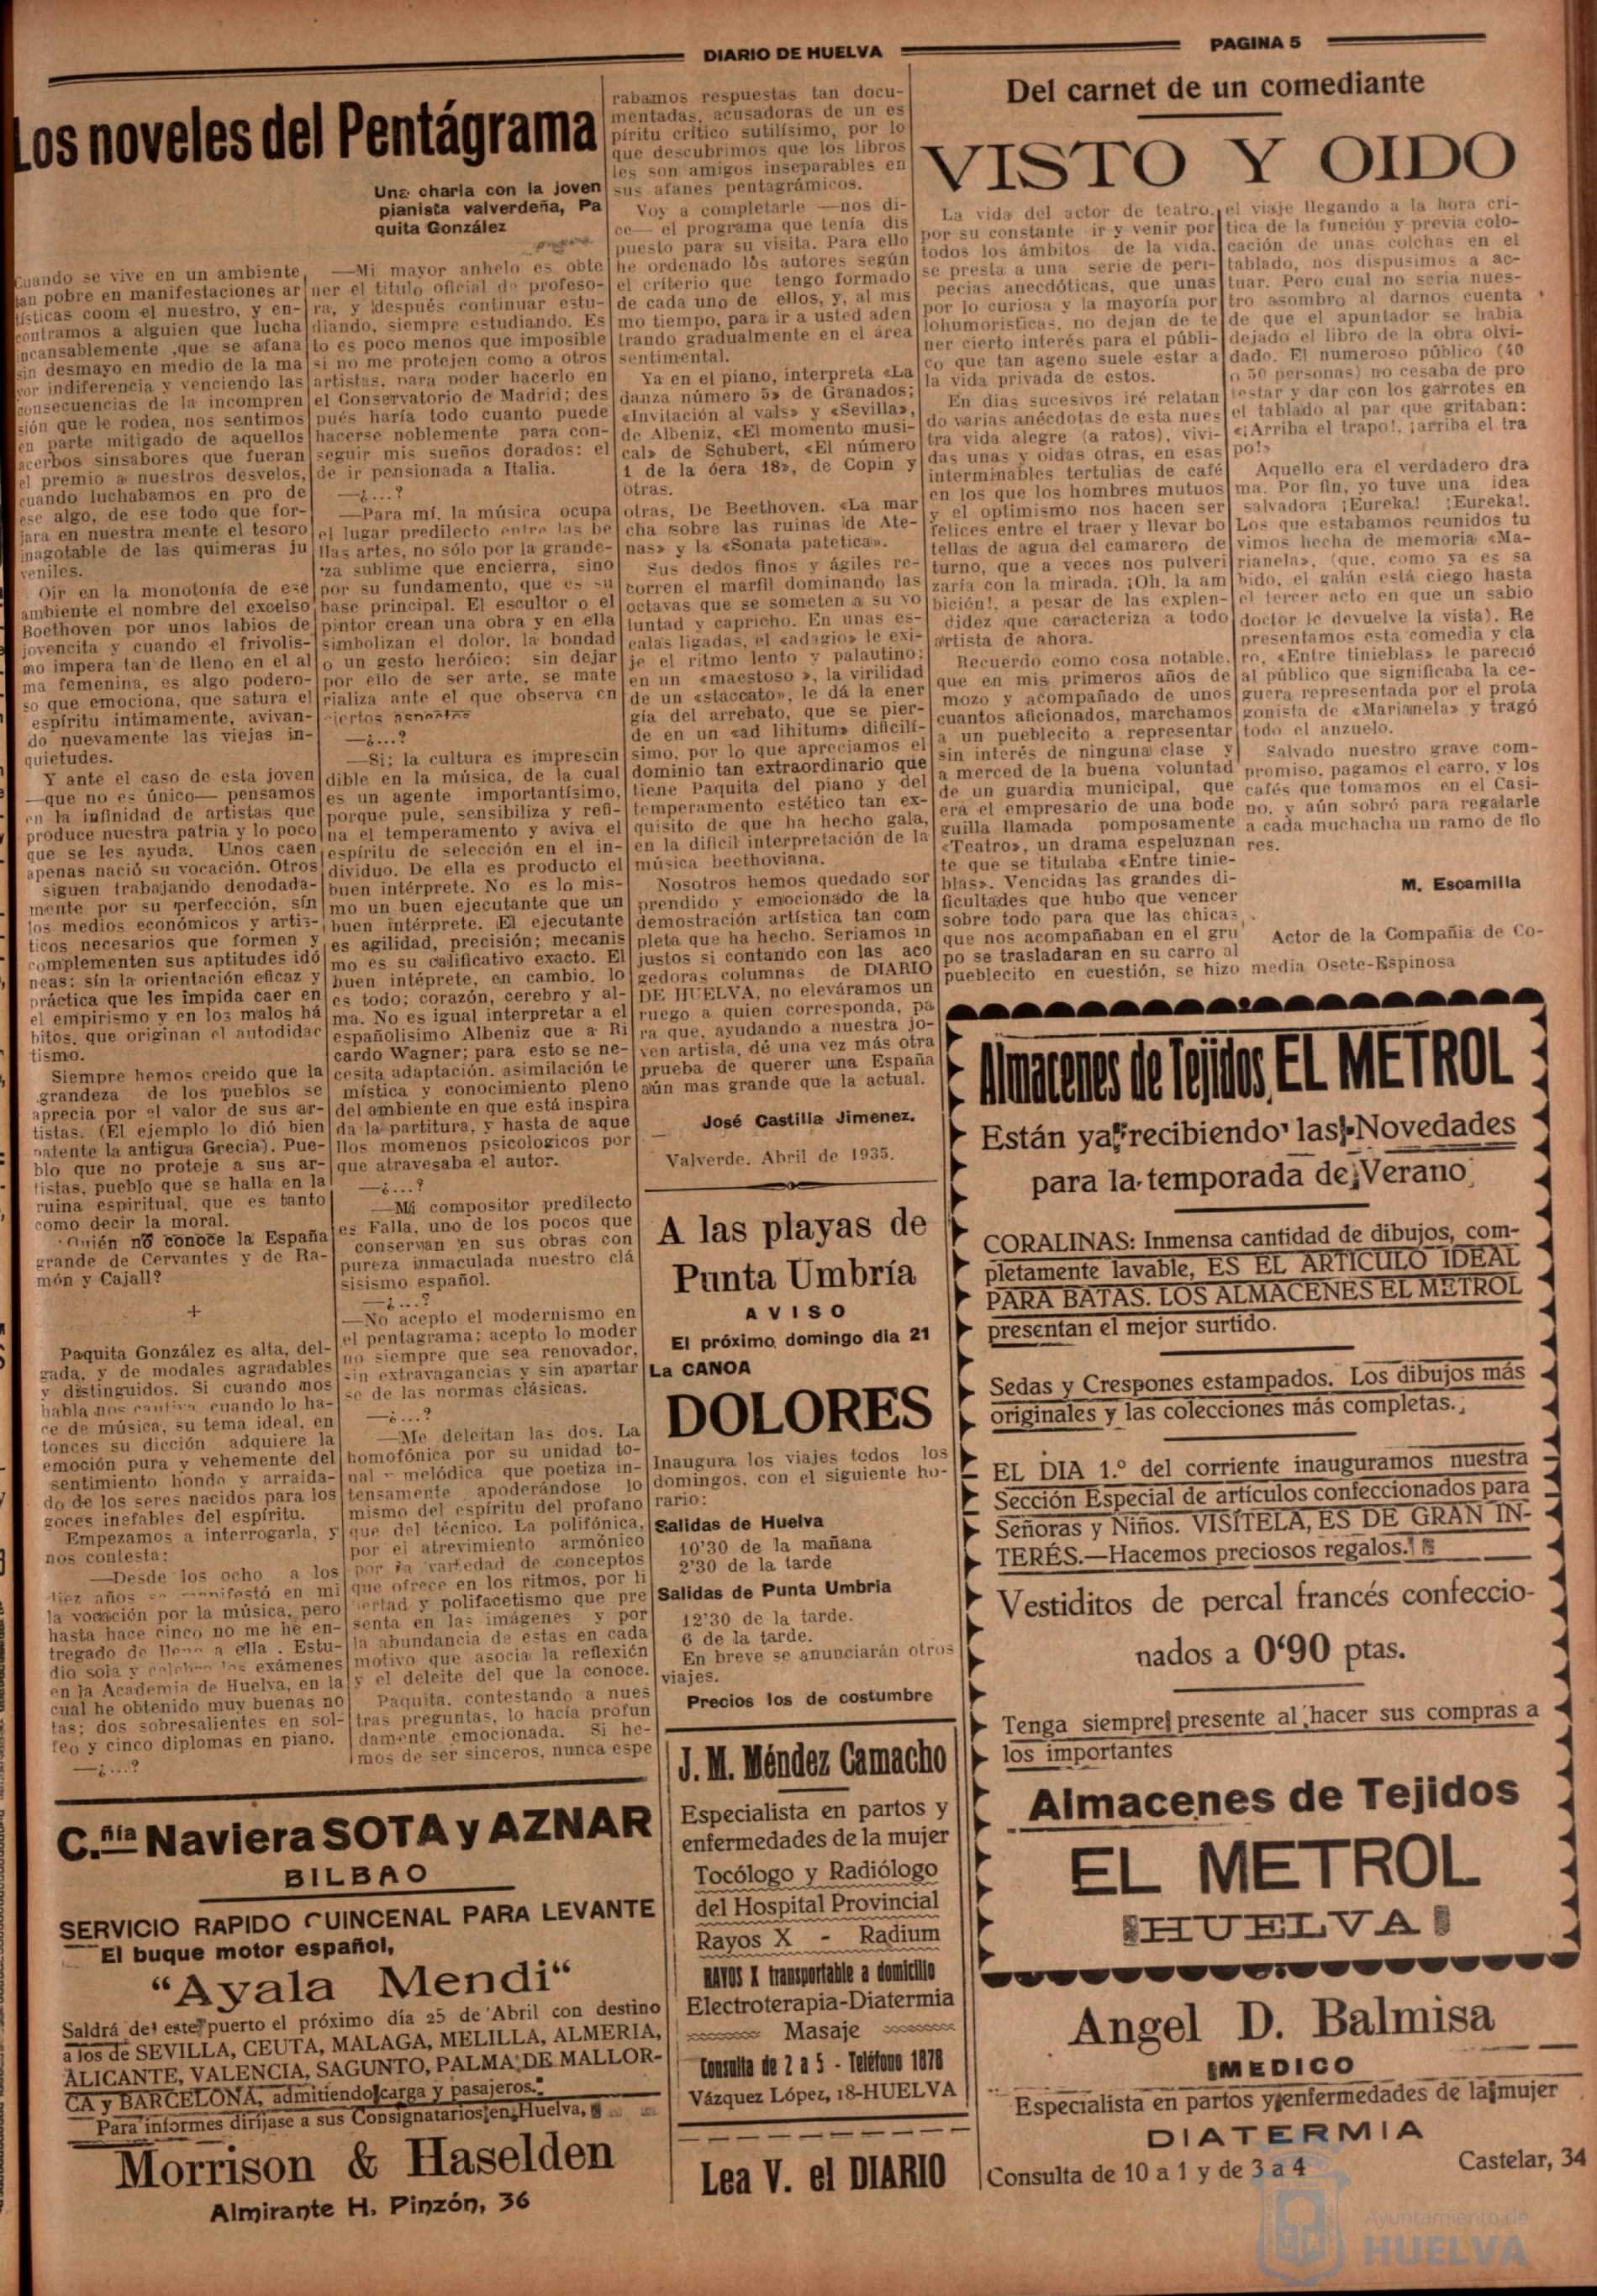 DIARIO DE HUELVA
PAGINA 5
Los noveles del Pentágrama
Una charla con la joven
pianista valverdeña, Pa
quita González
Cuando se vive en un ambiente
tan pobre en manifestaciones ar
tísticas coom el nuestro, y en-
contramos a alguien que lucha
incansablemente ,que se afana
sin desmayo en medio de la ma
yor indiferencia y venciendo las
consecuencias de la incompren
sión que le rodea, nos sentimos
en parte mitigado de aquellos
acerbos sinsabores que fueran
el premio a nuestros desvelos,
cuando luchabamos en pro de
ese algo, de ese todo que for-
jara en nuestra mente el tesoro
inagotable de las quimeras ju
veniles.
Oir en la monotonía de ese
ambiente el nombre del excelso
Boethoven por unos labios de
jovencita y cuando el frivolis-
mo impera tan de lleno en el al
ma femenina, es algo podero-
so que emociona, que satura el
espíritu intimamente, avivan-
do nuevamente las viejas in-
quietudes.
Y ante el caso de esta joven
—que no es único— pensamos
en la infinidad de artistas que
produce nuestra patria y lo poco
que se les ayuda. Unos caen
apenas nació su vocación. Otros
siguen trabajando denodada-
mente por su perfección, sin
los medios económicos y artís-
ticos necesarios que formen y
complementen sus aptitudes idó
neas; sin la orientación eficaz y
práctica que les impida caer en
el empirismo y en los malos há
bitos, que originan el autodidac
tismo.
Siempre hemos creido que la
grandeza de los pueblos se
aprecia por el valor de sus ar-
tistas. (El ejemplo lo dió bien
patente la antigua Grecia). Pue-
blo que no proteje a sus ar-
tistas, pueblo que se halla en la
ruina espiritual, que es tanto
como decir la moral.
¿Quién no conoce la España
grande de Cervantes y de Ra-
món y Cajall?
+
Paquita González es alta, del-
gada, y de modales agradables
y distinguidos. Si cuando nos
habla nos cautiva cuando lo ha-
ce de música, su tema ideal, en
tonces su dicción adquiere la
emoción pura y vehemente del
sentimiento hondo y arraida-
do de los seres nacidos para los
goces inefables del espíritu.
Empezamos a interrogarla, y
nos contesta:
—Desde los ocho a los
diez años se manifestó en mi
la vocación por la música, pero
hasta hace cinco no me he en-
tregado de lleno a ella . Estu-
dio sola y celebro los exámenes
en la Academia de Huelva, en la
cual he obtenido muy buenas no
tas; dos sobresalientes en sol-
feo y cinco diplomas en piano.
—¿...?
—Mi mayor anhelo es obte
ner el titulo oficial de profeso-
ra, y después continuar estu-
diando, siempre estudiando. Es
to es poco menos que imposible
si no me protejen como a otros
artistas, para poder hacerlo en
el Conservatorio de Madrid; des
pués haría todo cuanto puede
hacerse noblemente para con-
seguir mis sueños dorados: el
de ir pensionada a Italia.
—¿...?
—Para mí, la música ocupa
el lugar predilecto entre las be
llas artes, no sólo por la grande-
za sublime que encierra, sino
por su fundamento, que es su
base principal. El escultor o el
pintor crean una obra y en ella
simbolizan el dolor, la bondad
o un gesto heróico; sin dejar
por ello de ser arte, se mate
rializa ante el que observa en
ciertos aspectos
—¿...?
—Si; la cultura es imprescin
dible en la música, de la cual
es un agente importantísimo,
porque pule, sensibiliza y refi-
na el temperamento y aviva el
espíritu de selección en el in-
dividuo. De ella es producto el
buen intérprete. No es lo mis-
mo un buen ejecutante que un
buen intérprete. El ejecutante
es agilidad, precisión; mecanis
mo es su calificativo exacto. El
buen intéprete, en cambio, lo
es todo; corazón, cerebro y al-
ma. No es igual interpretar a el
españolisimo Albeniz que a Ri
cardo Wagner; para esto se ne-
cesita adaptación. asimilación te
mística y conocimiento pleno
del ambiente en que está inspira
da la partitura, y hasta de aque
llos momenos psicologicos por
que atravesaba el autor.
—¿...?
—Mi compositor predilecto
es Falla, uno de los pocos que
conservan en sus obras con
pureza inmaculada nuestro clá
sisismo español.
—¿...?
—No acepto el modernismo en
el pentagrama; acepto lo moder
no siempre que sea renovador,
sin extravagancias y sin apartar
se de las normas clásicas.
—¿...?
—Me deleitan las dos. La
homofónica por su unidad to-
nal - melódica que poetiza in-
tensamente apoderándose lo
mismo del espíritu del profano
que del técnico. La polifónica,
por el atrevimiento armónico
por la variedad de conceptos
que ofrece en los ritmos, por li
bertad y polifacetismo que pre
senta en las imágenes y por
la abundancia de estas en cada
motivo que asocia la reflexión
y el deleite del que la conoce.
Paquita, contestando a nues
tras preguntas, lo hacía profun
damente emocionada. Si he-
mos de ser sinceros, nunca espe
rabamos respuestas tan docu-
mentadas, acusadoras de un es
píritu crítico sutilísimo, por lo
que descubrimos que los libros
les son amigos inseparables en
sus afanes pentagrámicos.
Voy a completarle —nos di-
ce— el programa que tenía dis
puesto para su visita. Para ello
he ordenado lòs autores según
el criterio que tengo formado
de cada uno de ellos, y, al mis
mo tiempo, para ir a usted aden
trando gradualmente en el área
sentimental.
Ya en el piano, interpreta «La
danza número 5» de Granados;
«Invitación al vals» y «Sevilla»,
de Albeniz, «El momento musi-
cal» de Schubert, «El número
1 de la óera 18», de Copin y
otras.
otras, De Beethoven. «La mar
cha sobre las ruinas de Ate-
nas» y la «Sonata patetica».
Sus dedos finos y ágiles re-
corren el marfil dominando las
octavas que se someten a su vo
luntad y capricho. En unas es-
calas ligadas, el «adagio» le exi-
je el ritmo lento y palautino;
en un «maestoso », la virilidad
de un «staccato», le dá la ener
gía del arrebato, que se pier-
de en un «ad lihitum» dificilí-
simo, por lo que apreciamos el
dominio tan extraordinario que
tiene Paquita del piano y del
temperamento estético tan ex-
quisito de que ha hecho gala,
en la dificil interpretación de la
música beethoviana.
Nosotros hemos quedado sor
prendido y emocionado de la
demostración artística tan com
pleta que ha hecho. Seriamos in
justos si contando con las aco
gedoras columnas de DIARIO
DE HUELVA, no eleváramos un
ruego a quien corresponda, pa
ra que, ayudando a nuestra jo-
ven artista, dé una vez más otra
prueba de querer una España
aún mas grande que la actual.
José Castilla Jimenez.
Valverde. Abril de 1935.
A las playas de
Punta Umbría
AVISO
El próximo domingo dia 21
La CANOA
DOLORES
Inaugura los viajes todos los
domingos, con el siguiente ho-
rario:
Salidas de Huelva
10'30 de la mañana
2'30 de la tarde
Salidas de Punta Umbria
12'30 de la tarde.
6 de la tarde.
En breve se anunciarán otros
viajes.
Precios los de costumbre
Del carnet de un comediante
VISTO Y OIDO
La vida del actor de teatro,
por su constante ir y venir por
todos los ámbitos de la vida,
se presta a una serie de peri-
pecias anecdóticas, que unas
por lo curiosa y la mayoría por
lohumoristicas, no dejan de te
ner cierto interés para el públi-
co que tan ageno suele estar a
la vida privada de estos.
En dias sucesivos iré relatan
do varias anécdotas de esta nues
tra vida alegre (a ratos), vivi-
das unas y oidas otras, en esas
interminables tertulias de café
en los que los hombres mutuos
y el optimismo nos hacen ser
felices entre el traer y llevar bo
tellas de agua del camarero de
turno, que a veces nos pulveri
zaría con la mirada. ¡Oh, la am
bición!, a pesar de las explen-
didez que caracteriza a todo
artista de ahora.
Recuerdo como cosa notable,
que en mis primeros años de
mozo y acompañado de unos
cuantos aficionados, marchamos
a un pueblecito a representar
sin interés de ninguna clase y
a merced de la buena voluntad
de un guardia municipal, que
era el empresario de una bode
guilla llamada pomposamente
«Teatro», un drama espeluznan
te que se titulaba «Entre tinie-
blas». Vencidas las grandes di-
ficultades que hubo que vencer
sobre todo para que las chicas
que nos acompañaban en el gru
po se trasladaran en su carro al
pueblecito en cuestión, se hizo
el viaje llegando a la hora crí-
tica de la función y previa colo-
cación de unas colchas en el
tablado, nos dispusimos a ac-
tuar. Pero cual no seria nues-
tro asombro al darnos cuenta
de que el apuntador se habia
dejado el libro de la obra olvi-
dado. El numeroso público (40
o 50 personas) no cesaba de pro
testar y dar con los garrotes en
el tablado al par que gritaban:
«¡Arriba el trapo!, ¡arriba el tra
po!»
Aquello era el verdadero dra
ma. Por fin, yo tuve una idea
salvadora ¡Eureka! ¡Eureka!.
Los que estabamos reunidos tu
vimos hecha de memoria «Ma-
rianela», (que, como ya es sa
bido, el galán está ciego hasta
el tercer acto en que un sabio
doctor le devuelve la vista). Re
presentamos esta comedia y cla
ro, «Entre tinieblas» le pareció
al público que significaba la ce-
guera representada por el prota
gonista de «Mariamela» y tragó
todo el anzuelo.
Salvado nuestro grave com-
promiso, pagamos el carro, y los
cafés que tomamos en el Casi-
no, y aún sobró para regalarle
a cada muchacha un ramo de flo
res.
M. Escamilla
Actor de la Compañia de Co-
media Osete-Espinosa
Almacenes de Tejidos, EL METROL
Están ya recibiendo las Novedades
para la temporada de Verano
CORALINAS: Inmensa cantidad de dibujos, com-
pletamente lavable, ES EL ARTICULO IDEAL
PARA BATAS. LOS ALMACENES EL METROL
presentan el mejor surtido.
Sedas y Crespones estampados. Los dibujos más
originales y las colecciones más completas.
EL DIA 1.º del corriente inauguramos nuestra
Sección Especial de artículos confeccionados para
Señoras y Niños. VISÍTELA, ES DE GRAN IN-
TERÉS.—Hacemos preciosos regalos.
Vestiditos de percal francés confeccio-
nados a 0'90 ptas.
Tenga siempre presente al hacer sus compras a
los importantes
Almacenes de Tejidos
EL METROL
HUELVA
C.ñía Naviera SOTA y AZNAR
BILBAO
SERVICIO RAPIDO QUINCENAL PARA LEVANTE
El buque motor español,
“Ayala Mendi“
Saldrá de este puerto el próximo día 25 de Abril con destino
a los de SEVILLA, CEUTA, MALAGA, MELILLA, ALMERIA,
ALICANTE, VALENCIA, SAGUNTO, PALMA DE MALLOR-
CA y BARCELONA, admitiendo carga y pasajeros.
Para informes diríjase a sus Consignatarios en Huelva,
Morrison & Haselden
Almirante H. Pinzón, 36
J. M. Méndez Camacho
Especialista en partos y
enfermedades de la mujer
Tocólogo y Radiólogo
del Hospital Provincial
Rayos X - Radium
RAYOS X transportable a domicilio
Electroterapia-Diatermia
Masaje
Consulta de 2 a 5 - Teléfono 1878
Vázquez López, 18-HUELVA
Lea V. el DIARIO
Angel D. Balmisa
MEDICO
Especialista en partos y enfermedades de la mujer
DIATERMIA
Consulta de 10 a 1 y de 3 a 4
Castelar, 34
Ayuntamiento de
HUELVA